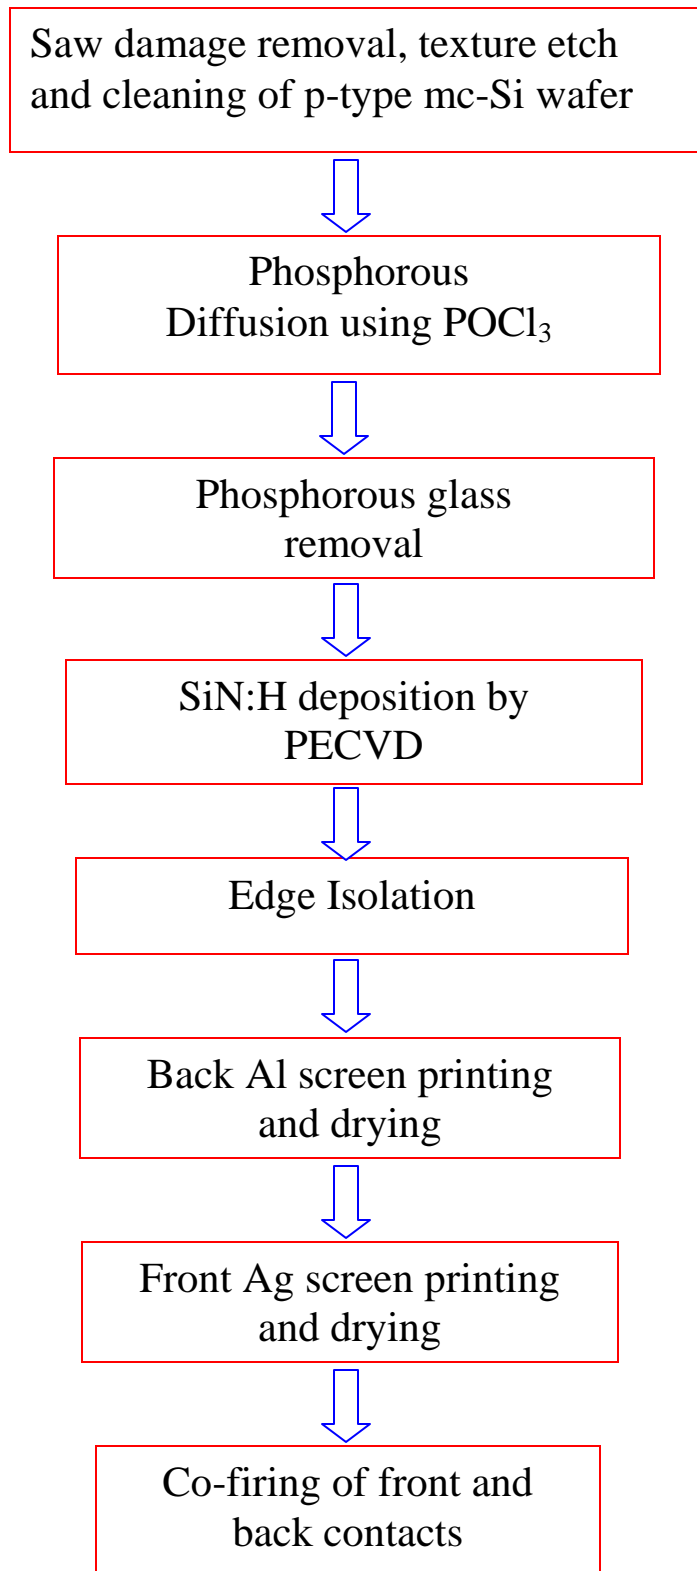 Saw damage removal, texture etch
and cleaning of p-type mc-Si wafer
Phosphorous
Diffusion using POCl₃
Phosphorous glass
removal
SiN:H deposition by
PECVD
Edge Isolation
Back Al screen printing
and drying
Front Ag screen printing
and drying
Co-firing of front and
back contacts